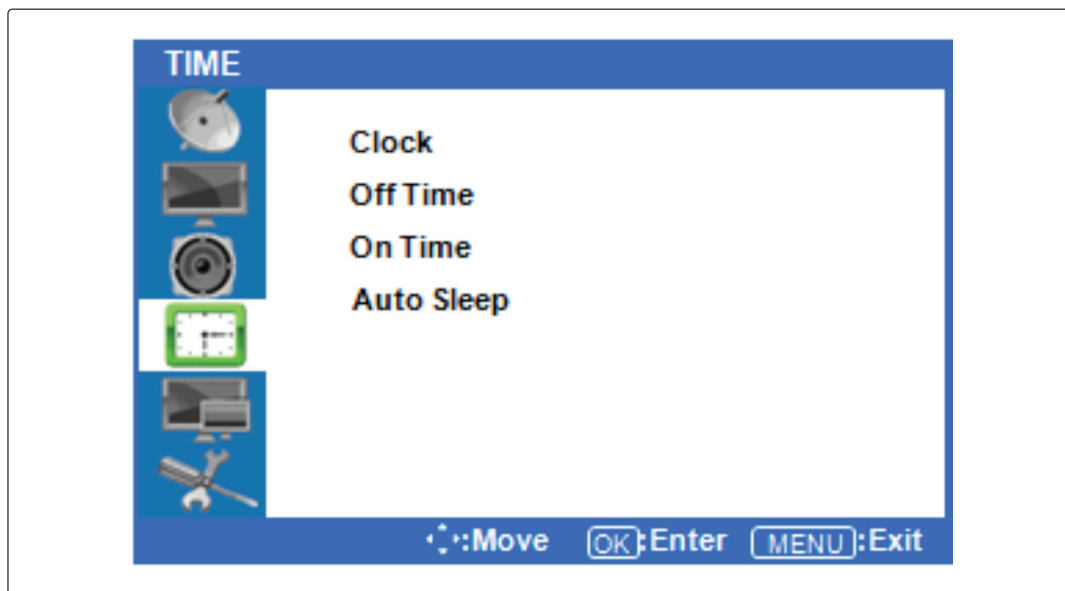 TIME
Clock
Off Time
On Time
Auto Sleep
:Move OK:Enter MENU:Exit